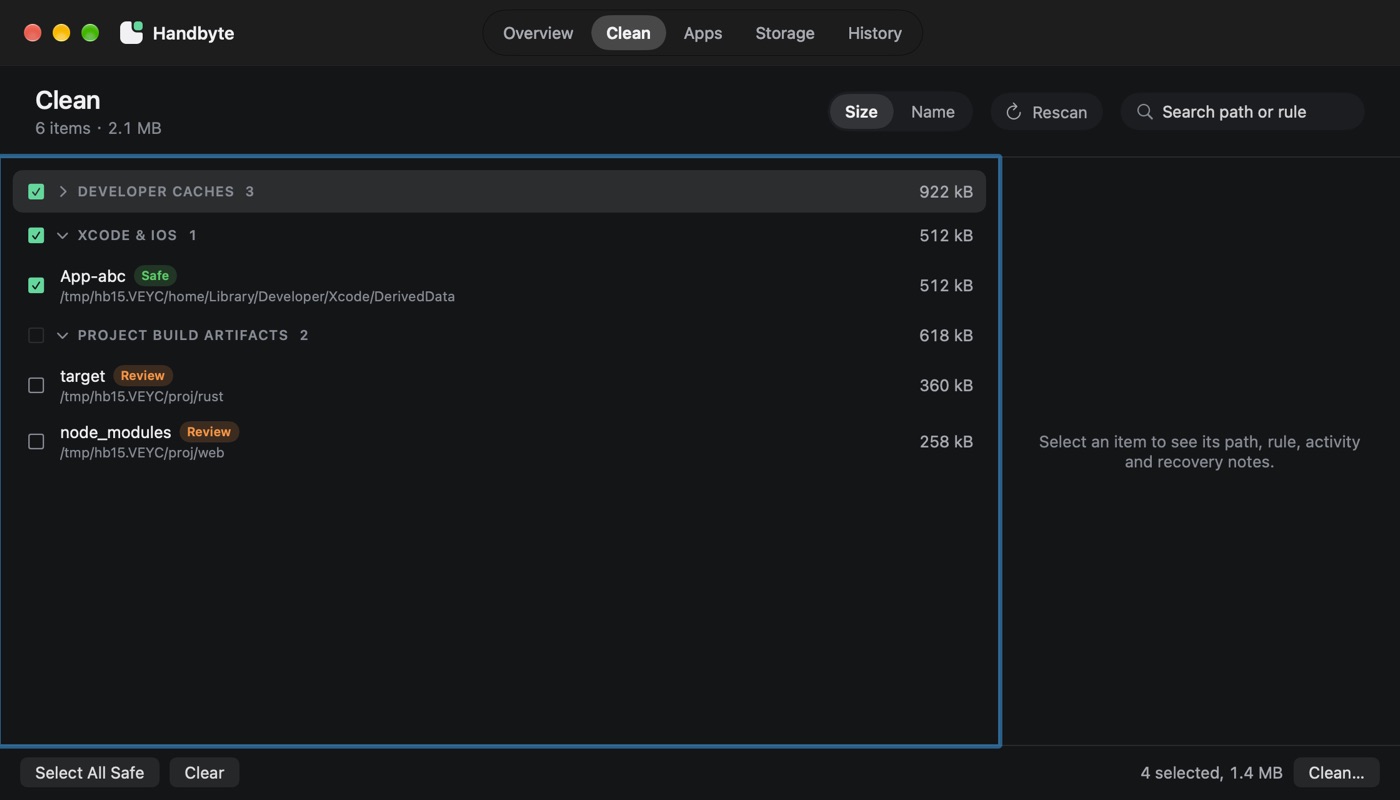 Handbyte
Overview Clean Apps Storage History
Clean
6 items · 2.1 MB
Size Name Rescan Search path or rule
DEVELOPER CACHES 3 922 kB
XCODE & IOS 1 512 kB
App-abc Safe
/tmp/hb15.VEYC/home/Library/Developer/Xcode/DerivedData
512 kB
PROJECT BUILD ARTIFACTS 2 618 kB
target Review
/tmp/hb15.VEYC/proj/rust
360 kB
node_modules Review
/tmp/hb15.VEYC/proj/web
258 kB
Select an item to see its path, rule, activity
and recovery notes.
Select All Safe Clear 4 selected, 1.4 MB Clean...